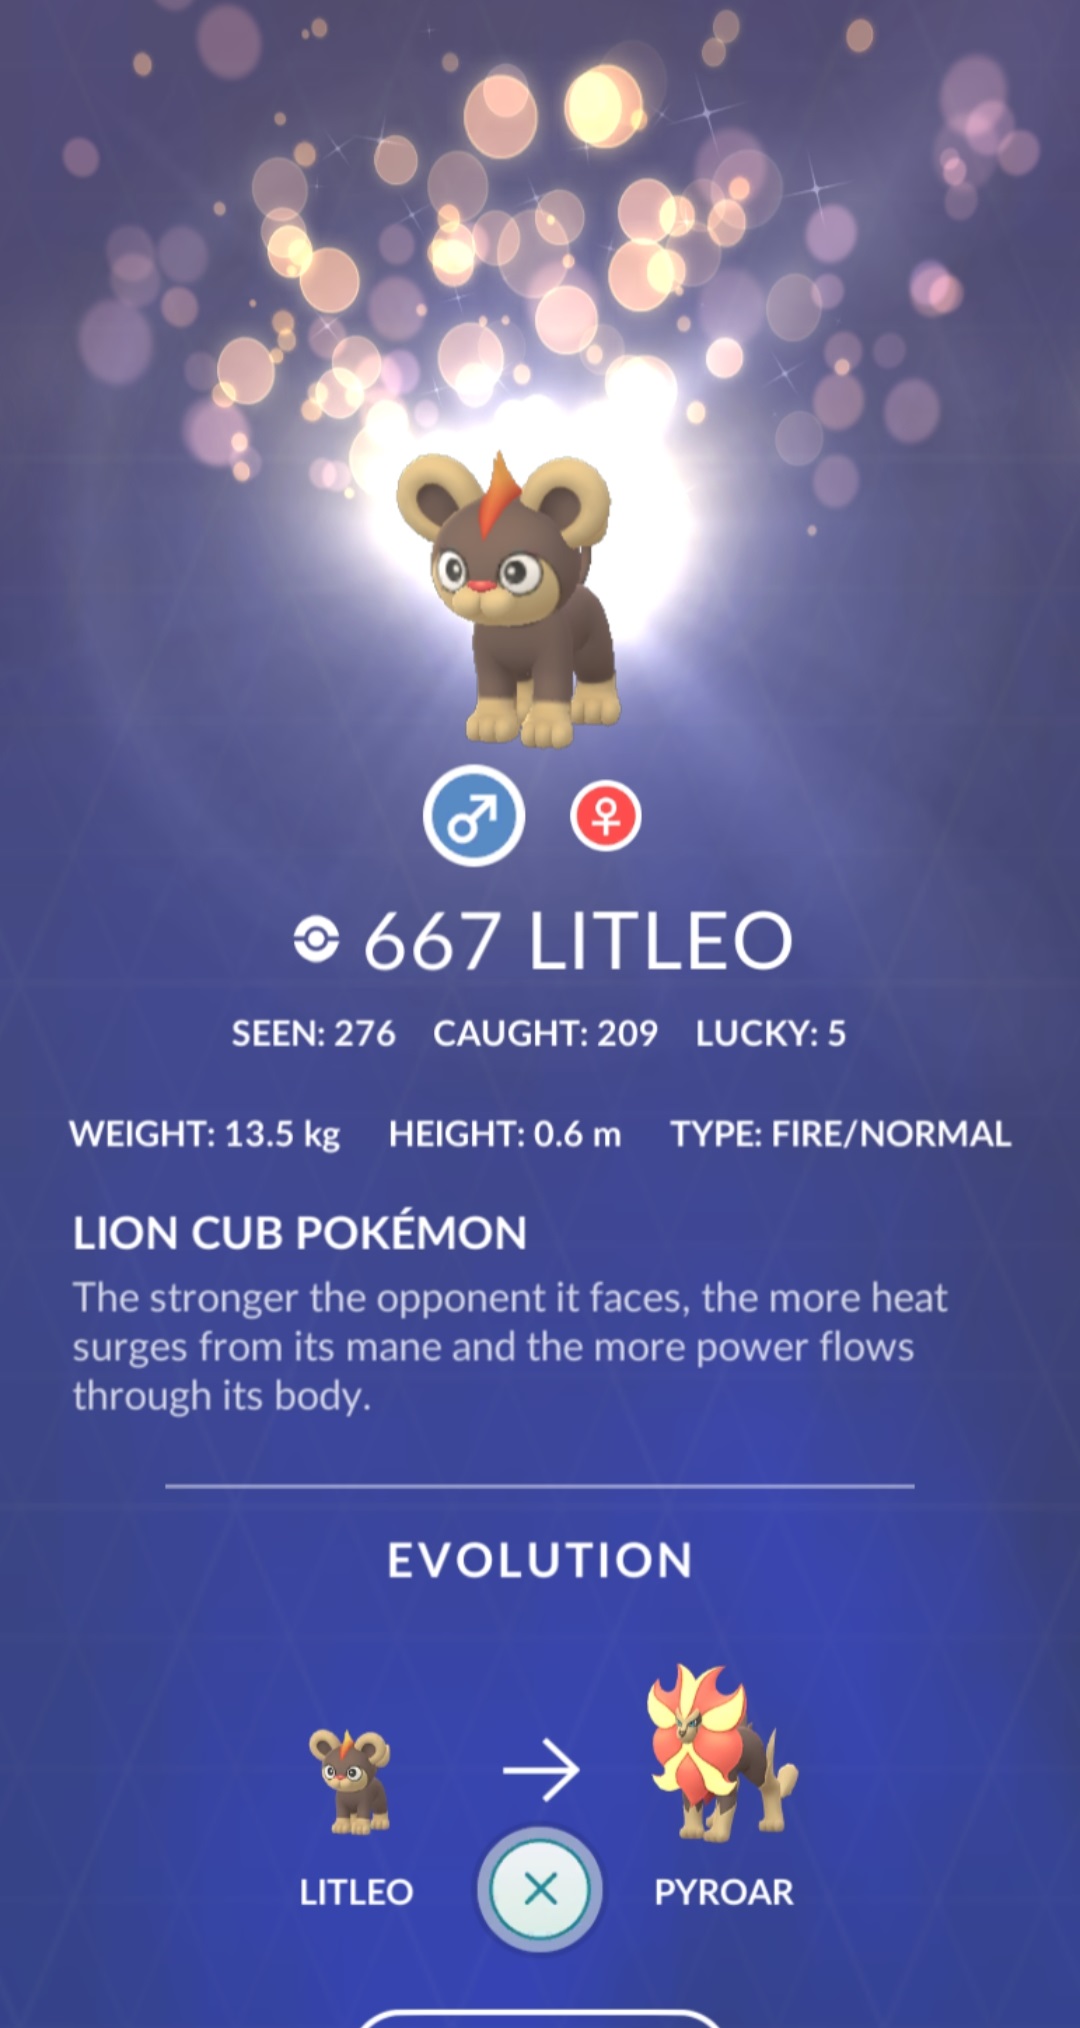 667 LITLEO
SEEN: 276 CAUGHT: 209 LUCKY: 5
WEIGHT: 13.5 kg HEIGHT: 0.6 m TYPE: FIRE/NORMAL
LION CUB POKÉMON
The stronger the opponent it faces, the more heat
surges from its mane and the more power flows
through its body.
EVOLUTION
LITLEO PYROAR